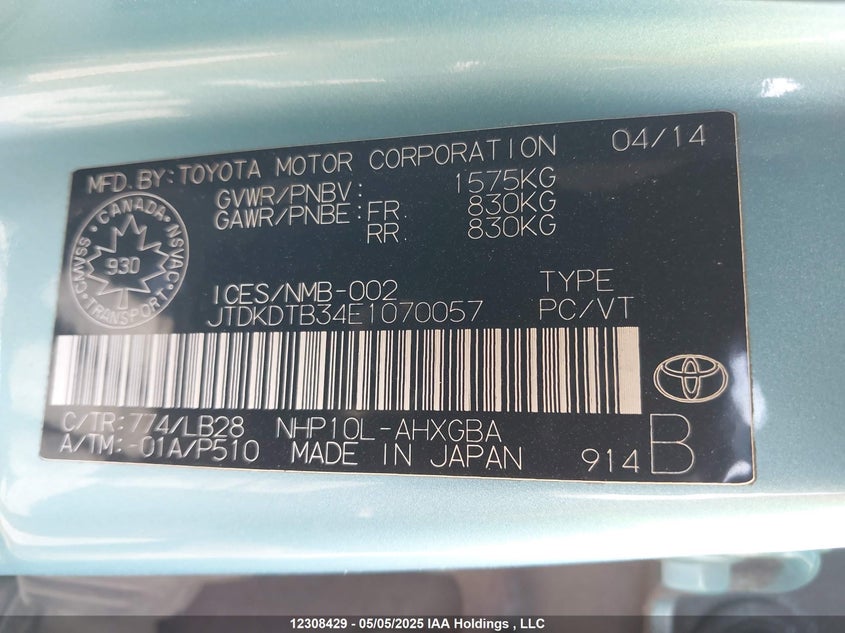 MFD.BY:TOYOTA MOTOR CORPORATION 04/14
GVWR/PNBV: 1575KG
GAWR/PNBE: FR 830KG
RR. 830KG
CANADA
CMVSS 930 NSVAC
TRANSPORT
ICES/NMB-002 TYPE
JTDKDTB34E1070057 PC/VT
C/TR:774/LB28 NHP10L-AHXGBA
A/TM:-01A/P510 MADE IN JAPAN 914 B
12308429 - 05/05/2025 IAA Holdings , LLC